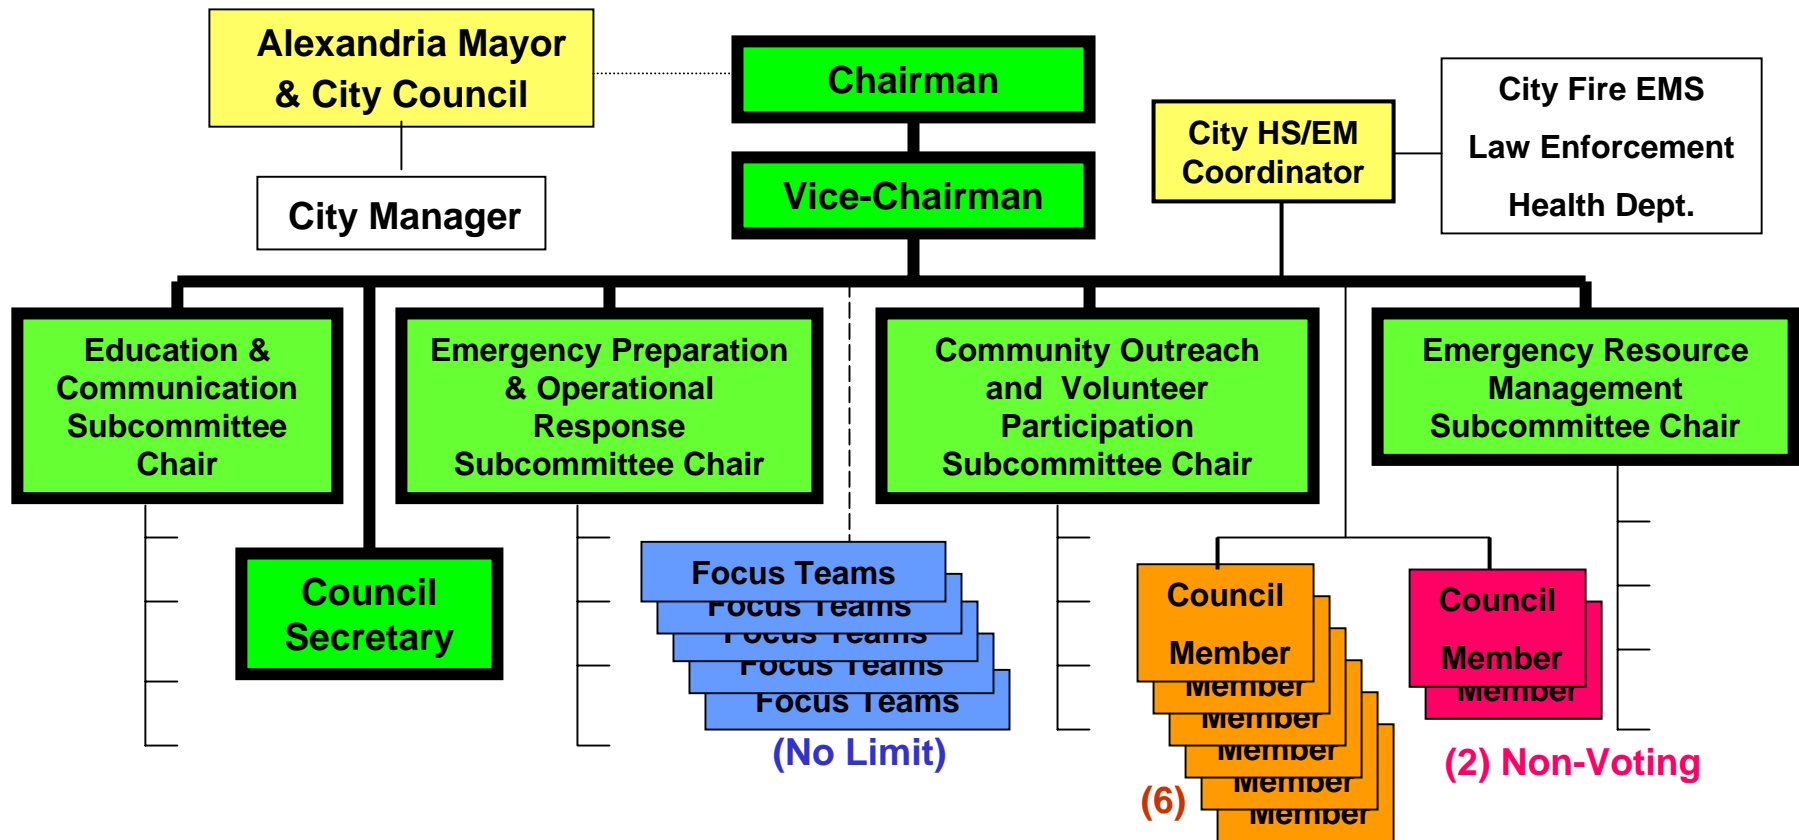 Alexandria Mayor
& City Council
Chairman
City Fire EMS
Law Enforcement
Health Dept.
City HS/EM
Coordinator
City Manager
Vice-Chairman
Education &
Communication
Subcommittee
Chair
Emergency Preparation
& Operational
Response
Subcommittee Chair
Community Outreach
and Volunteer
Participation
Subcommittee Chair
Emergency Resource
Management
Subcommittee Chair
Council
Secretary
Focus Teams
Focus Teams
Focus Teams
Focus Teams
Focus Teams
(No Limit)
Council
Member
Member
Member
Member
Member
Member
(6)
Council
Member
Member
(2) Non-Voting